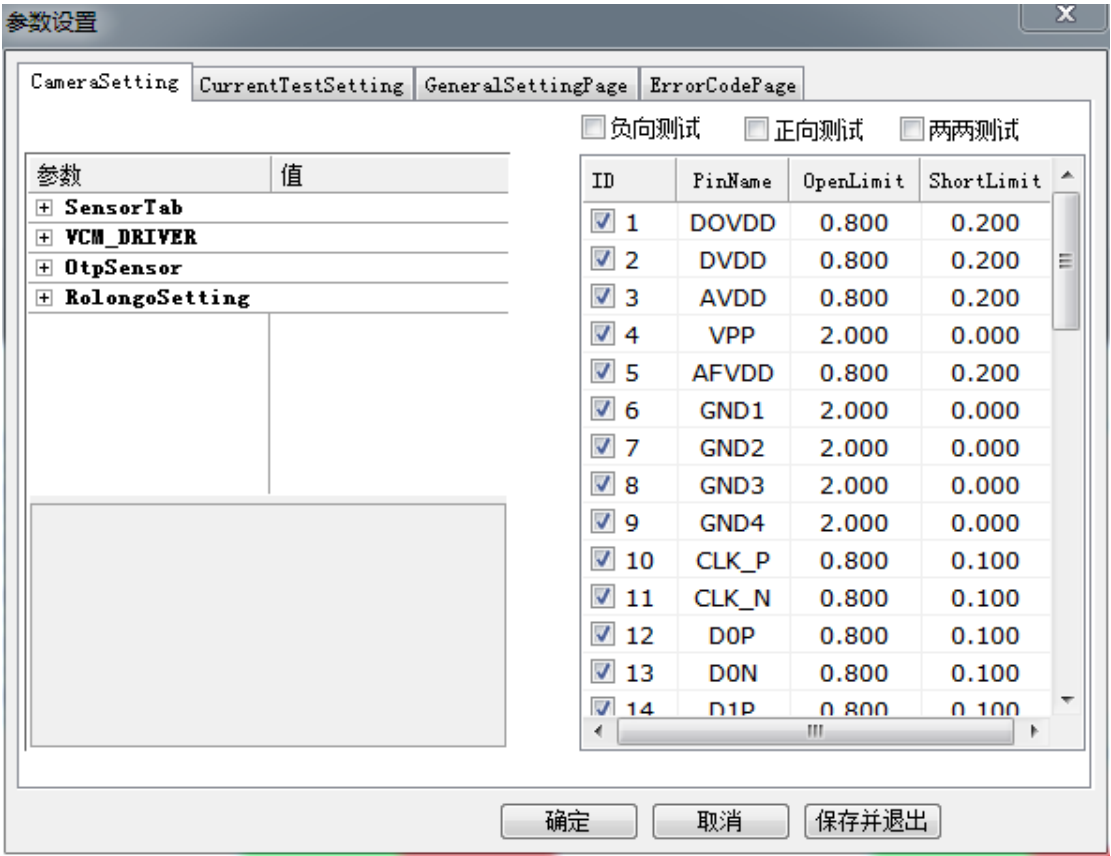 参数设置
X
CameraSetting CurrentTestSetting GeneralSettingPage ErrorCodePage
负向测试 正向测试 两两测试
参数 值
SensorTab
VCM_DRIVER
OtpSensor
RolongoSetting
ID PinName OpenLimit ShortLimit
1 DOVDD 0.800 0.200
2 DVDD 0.800 0.200
3 AVDD 0.800 0.200
4 VPP 2.000 0.000
5 AFVDD 0.800 0.200
6 GND1 2.000 0.000
7 GND2 2.000 0.000
8 GND3 2.000 0.000
9 GND4 2.000 0.000
10 CLK_P 0.800 0.100
11 CLK_N 0.800 0.100
12 D0P 0.800 0.100
13 D0N 0.800 0.100
14 D1P 0.800 0.100
确定 取消 保存并退出